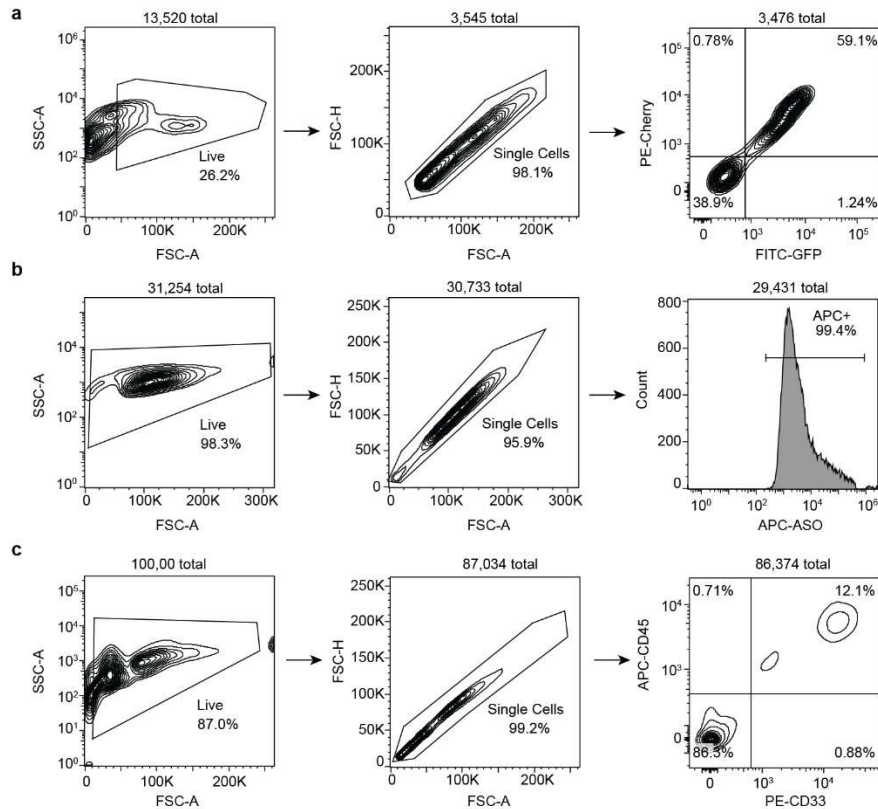 a
13,520 total
3,545 total
3,476 total
10⁶
10⁴
10²
10⁰
SSC-A
Live
26.2%
0
100K
200K
FSC-A
200K
100K
0
FSC-H
Single Cells
98.1%
0
100K
200K
FSC-A
0.78%
59.1%
10⁵
10⁴
10³
0
PE-Cherry
38.9%
1.24%
0
10³
10⁴
10⁵
FITC-GFP
b
31,254 total
30,733 total
29,431 total
10⁴
10²
10⁰
SSC-A
Live
98.3%
0
100K
200K
300K
FSC-A
250K
200K
150K
100K
50K
0
FSC-H
Single Cells
95.9%
0
100K
200K
300K
FSC-A
800
600
400
200
0
Count
APC+
99.4%
10⁰
10²
10⁴
10⁶
APC-ASO
c
100,00 total
87,034 total
86,374 total
10⁵
10⁴
10³
10²
10¹
10⁰
SSC-A
Live
87.0%
0
100K
200K
FSC-A
250K
200K
150K
100K
50K
0
FSC-H
Single Cells
99.2%
0
100K
200K
FSC-A
0.71%
12.1%
10⁴
10³
0
APC-CD45
86.3%
0.88%
0
10³
10⁴
PE-CD33